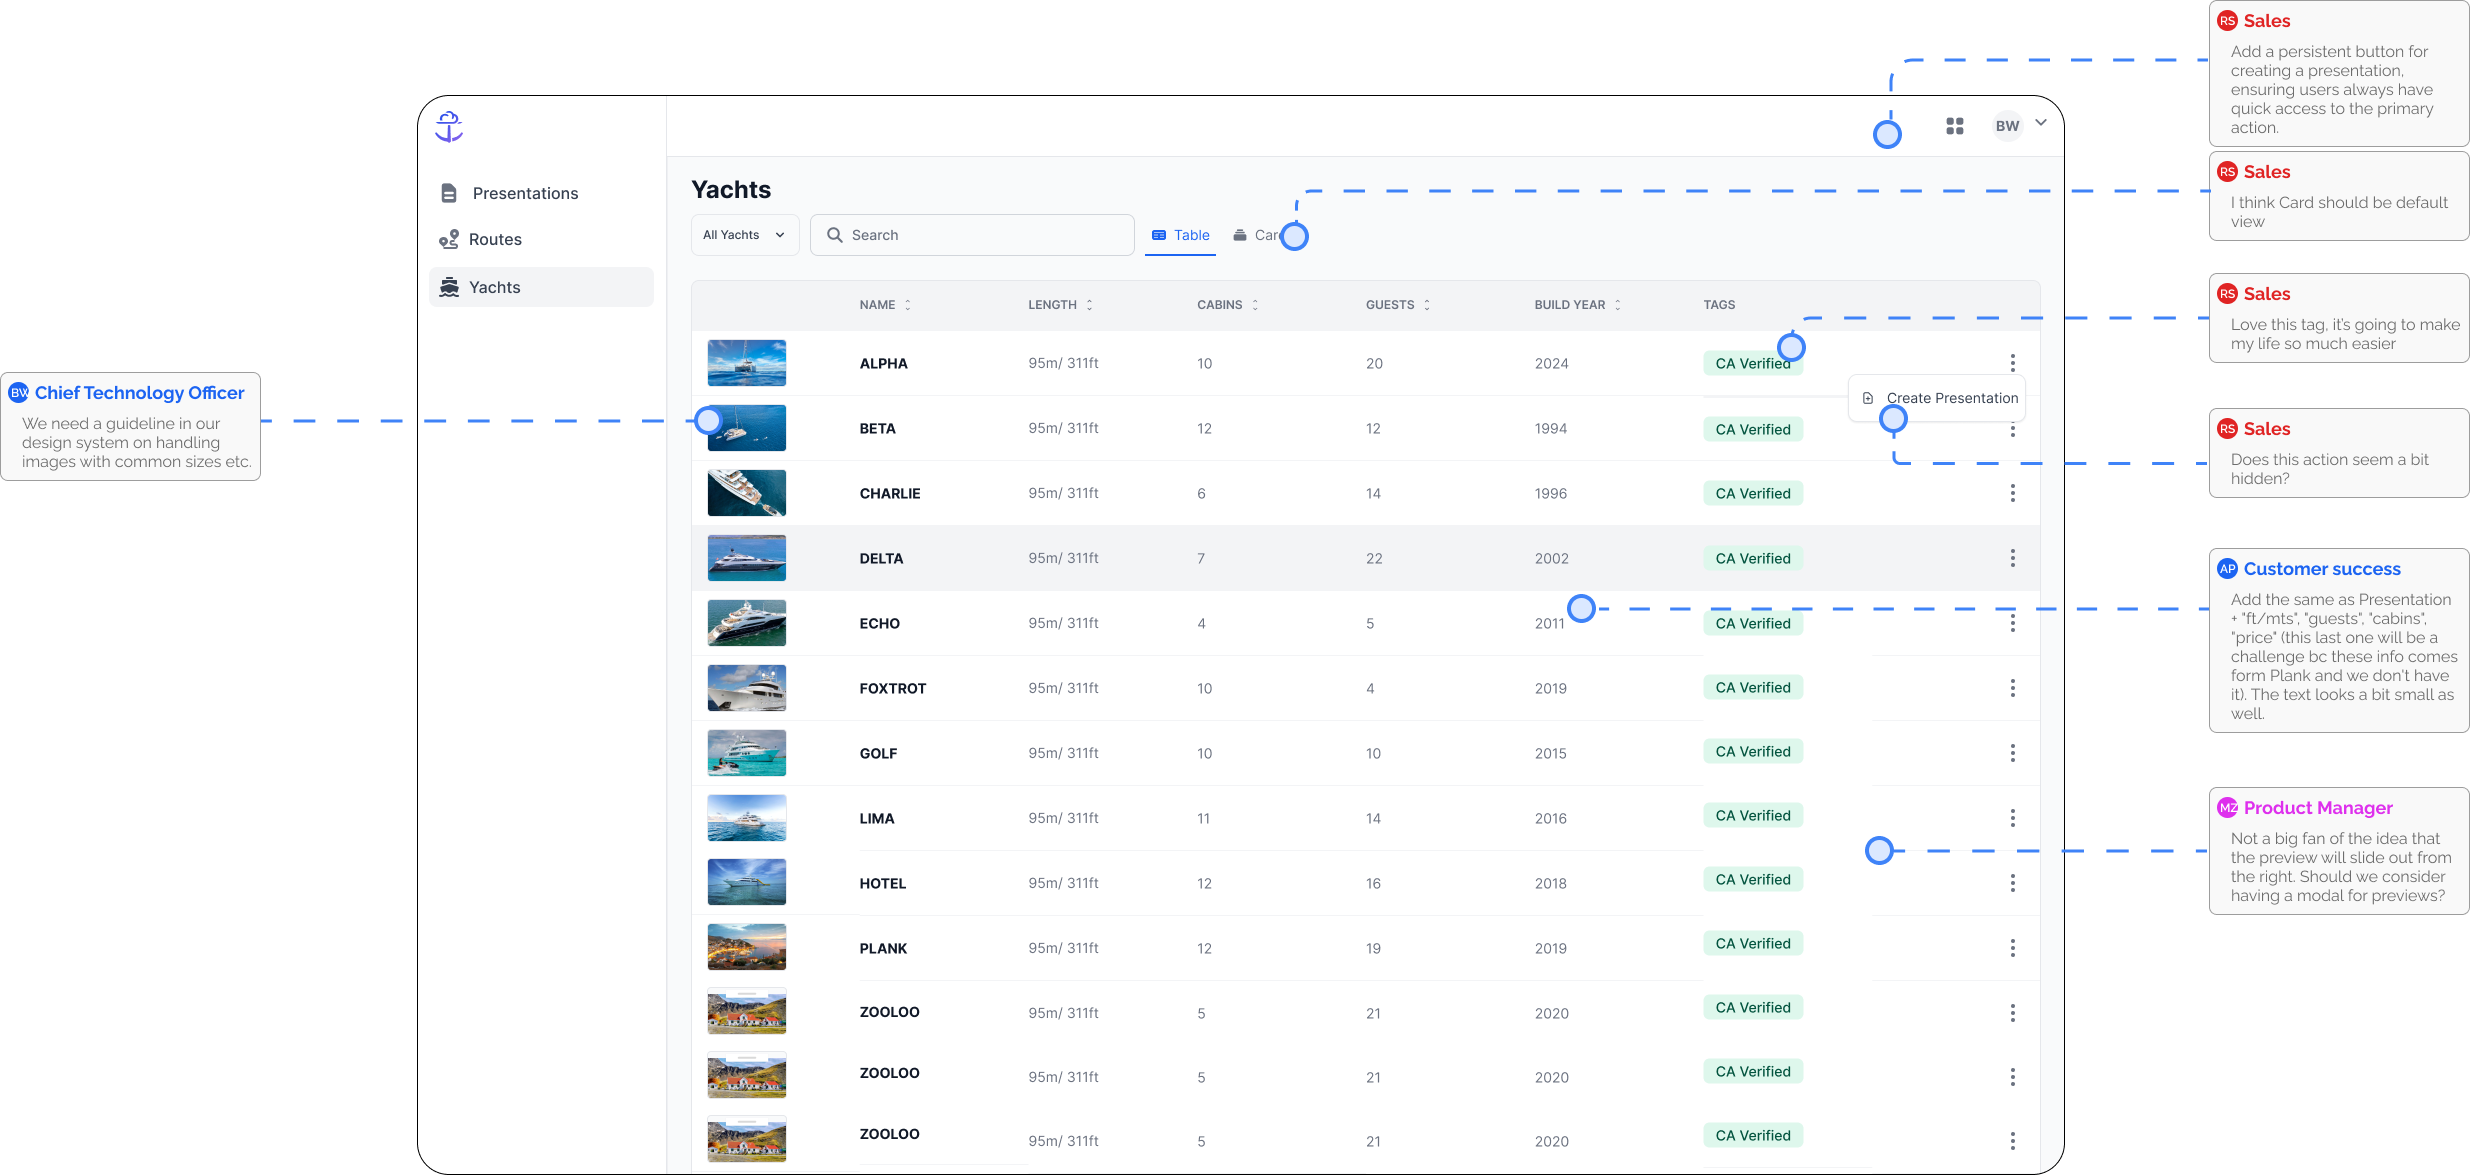 RS Sales
Add a persistent button for
creating a presentation,
ensuring users always have
quick access to the primary
action.
RS Sales
I think Card should be default
view
RS Sales
Love this tag, it's going to make
my life so much easier
RS Sales
Does this action seem a bit
hidden?
AP Customer success
Add the same as Presentation
+ "ft/mts", "guests", "cabins",
"price" (this last one will be a
challenge bc these info comes
form Plank and we don't have
it). The text looks a bit small as
well.
MZ Product Manager
Not a big fan of the idea that
the preview will slide out from
the right. Should we consider
having a modal for previews?
BW Chief Technology Officer
We need a guideline in our
design system on handling
images with common sizes etc.
BW
Presentations
Routes
Yachts
Yachts
All Yachts
Search
Table
NAME LENGTH CABINS GUESTS BUILD YEAR TAGS
ALPHA 95m/ 311ft 10 20 2024 CA Verified
Create Presentation
BETA 95m/ 311ft 12 12 1994 CA Verified
CHARLIE 95m/ 311ft 6 14 1996 CA Verified
DELTA 95m/ 311ft 7 22 2002 CA Verified
ECHO 95m/ 311ft 4 5 2011 CA Verified
FOXTROT 95m/ 311ft 10 4 2019 CA Verified
GOLF 95m/ 311ft 10 10 2015 CA Verified
LIMA 95m/ 311ft 11 14 2016 CA Verified
HOTEL 95m/ 311ft 12 16 2018 CA Verified
PLANK 95m/ 311ft 12 19 2019 CA Verified
ZOOLOO 95m/ 311ft 5 21 2020 CA Verified
ZOOLOO 95m/ 311ft 5 21 2020 CA Verified
ZOOLOO 95m/ 311ft 5 21 2020 CA Verified